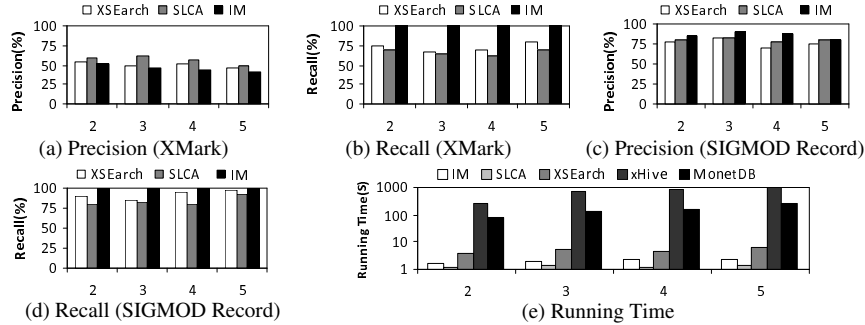 XSEarch SLCA IM
Precision(%)
100
75
50
25
0
2 3 4 5
(a) Precision (XMark)
XSEarch SLCA IM
Recall(%)
100
75
50
25
0
2 3 4 5
(b) Recall (XMark)
XSEarch SLCA IM
Precision(%)
100
75
50
25
0
2 3 4 5
(c) Precision (SIGMOD Record)
XSEarch SLCA IM
Recall(%)
100
75
50
25
0
2 3 4 5
(d) Recall (SIGMOD Record)
IM SLCA XSEarch xHive MonetDB
Running Time(S)
1000
100
10
1
2 3 4 5
(e) Running Time